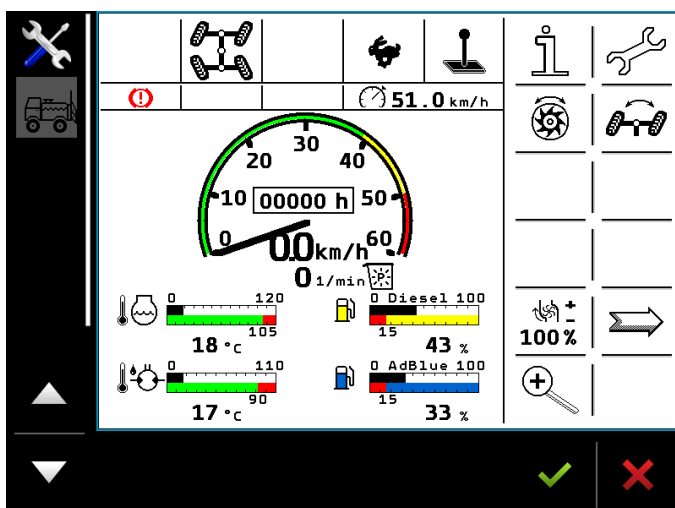 51.0 km/h
30
20 40
10 00000 h 50
0 60
0.0 km/h
0 1/min P
0 120
105
18 °C
0 Diesel 100
15
43 %
100%
0 110
90
17 °C
0 AdBlue 100
15
33 %